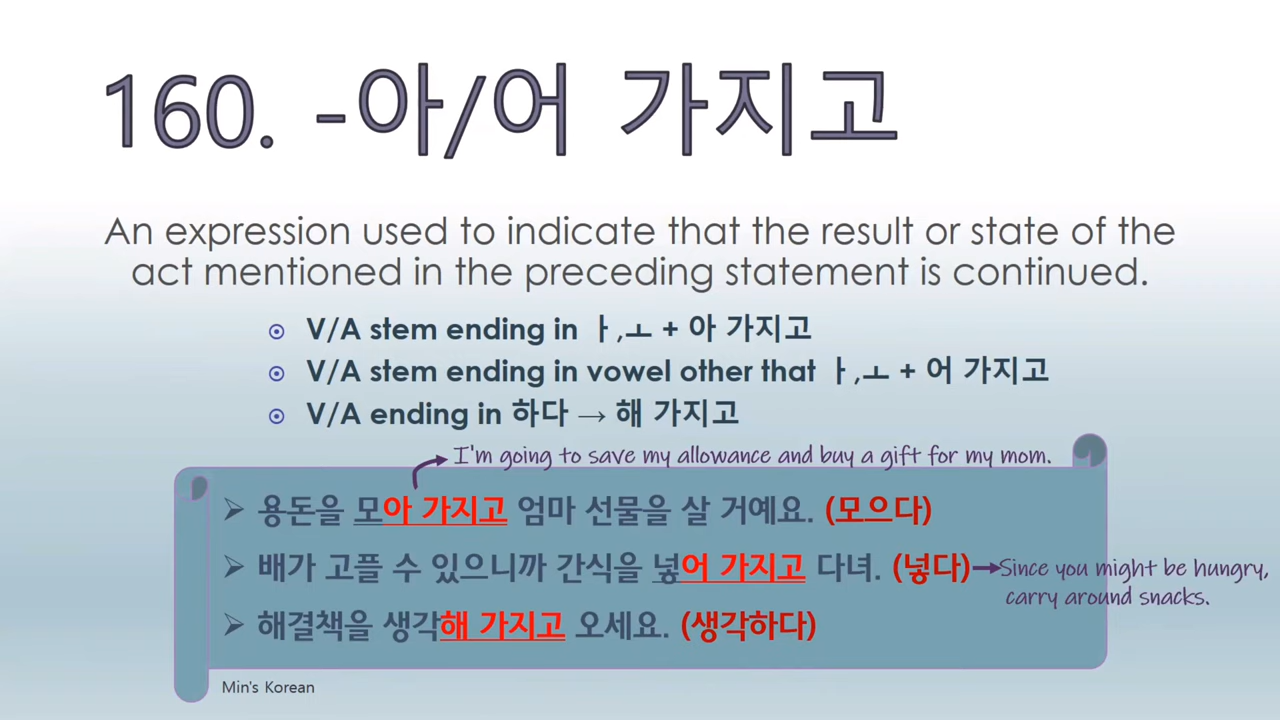 160. -아/어 가지고
An expression used to indicate that the result or state of the
act mentioned in the preceding statement is continued.
V/A stem ending in ㅏ,ㅗ + 아 가지고
V/A stem ending in vowel other that ㅏ,ㅗ + 어 가지고
V/A ending in 하다 → 해 가지고
I'm going to save my allowance and buy a gift for my mom.
용돈을 모아 가지고 엄마 선물을 살 거예요. (모으다)
배가 고플 수 있으니까 간식을 넣어 가지고 다녀. (넣다)
Since you might be hungry,
carry around snacks.
해결책을 생각해 가지고 오세요. (생각하다)
Min's Korean